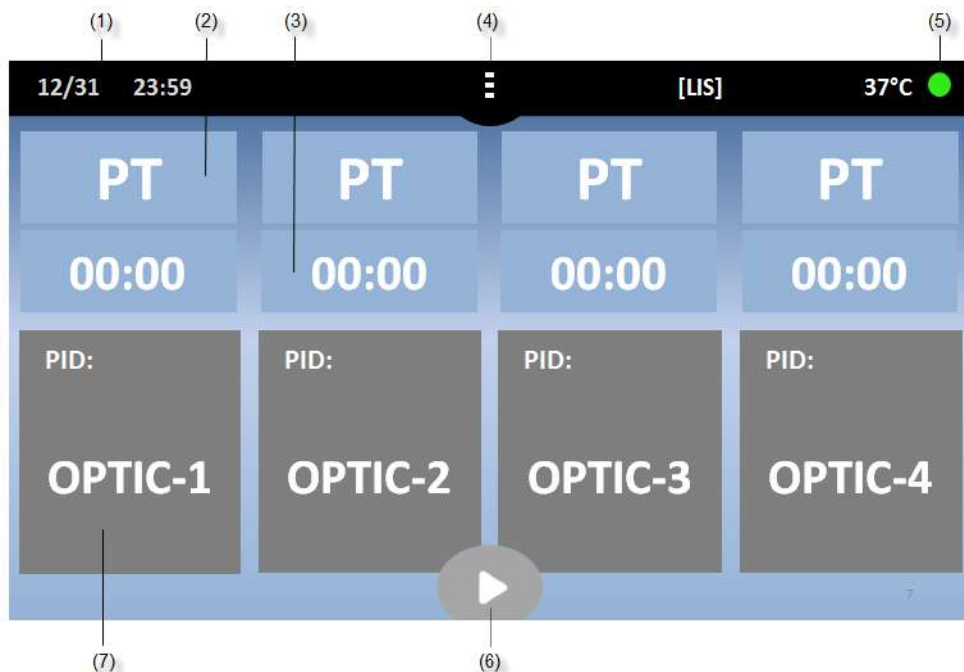 (1) (2) (3) (4) (5)
12/31 23:59 [LIS] 37°C
PT PT PT PT
00:00 00:00 00:00 00:00
PID: PID: PID: PID:
OPTIC-1 OPTIC-2 OPTIC-3 OPTIC-4
7
(7) (6)